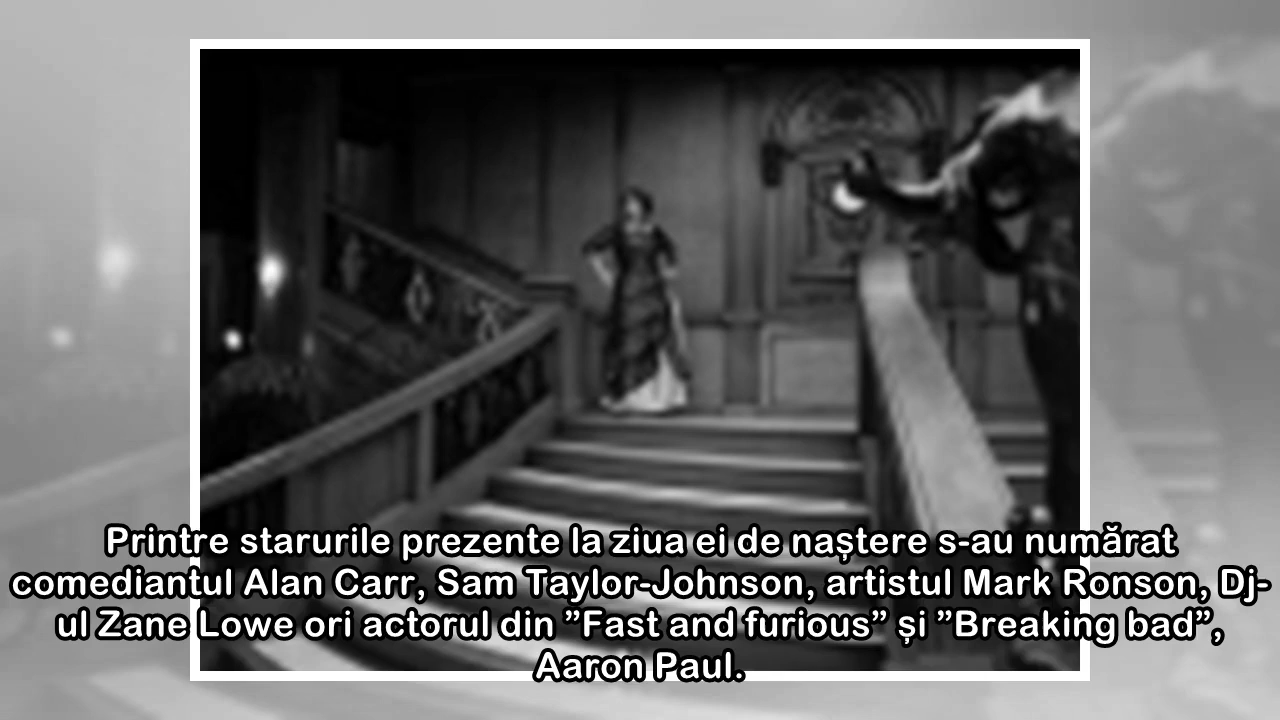 Printre starurile prezente la ziua ei de naștere s-au numărat
comediantul Alan Carr, Sam Taylor-Johnson, artistul Mark Ronson, Dj-
ul Zane Lowe ori actorul din ”Fast and furious” și ”Breaking bad”,
Aaron Paul.